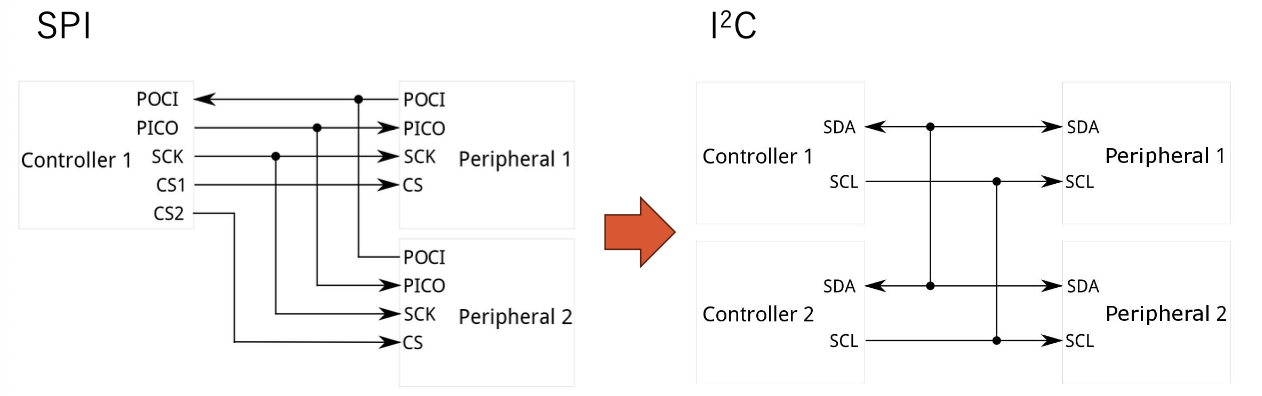 SPI
POCI
PICO
Controller 1
SCK
CS1
CS2
POCI
PICO
SCK
Peripheral 1
CS
POCI
PICO
SCK
Peripheral 2
CS
I²C
SDA
Controller 1
SCL
SDA
Peripheral 1
SCL
SDA
Controller 2
SCL
SDA
Peripheral 2
SCL